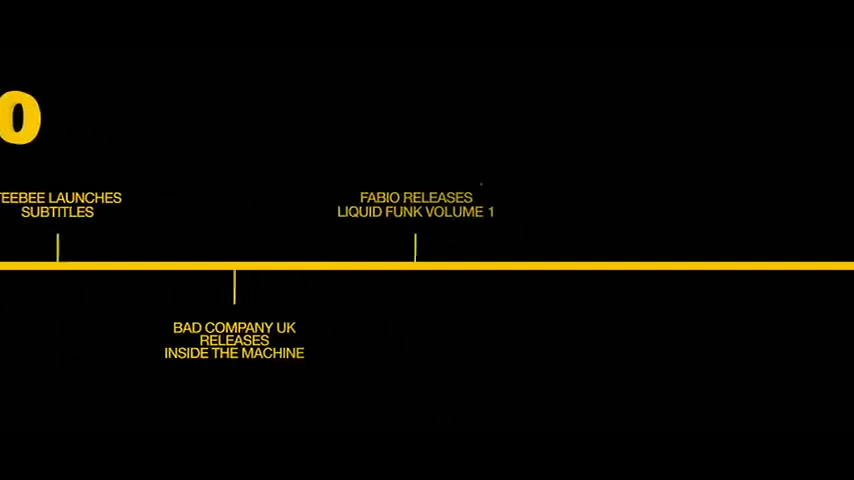 0
TEEBEE LAUNCHES
SUBTITLES
FABIO RELEASES
LIQUID FUNK VOLUME 1
BAD COMPANY UK
RELEASES
INSIDE THE MACHINE